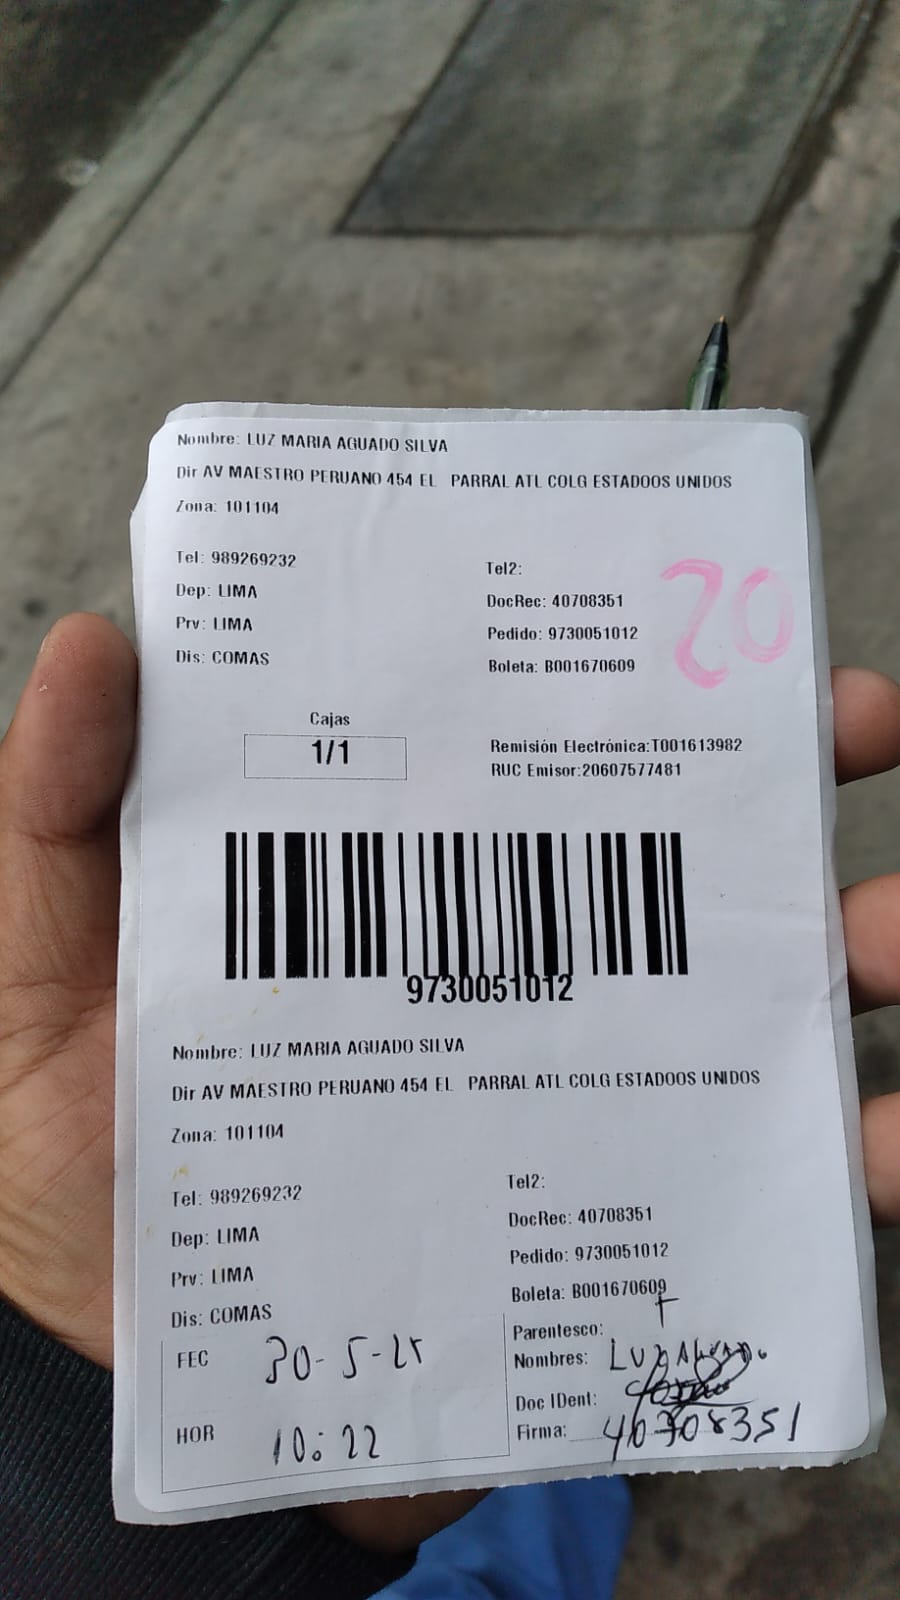 Nombre: LUZ MARIA AGUADO SILVA
Dir AV MAESTRO PERUANO 454 EL PARRAL ATL COLG ESTADOOS UNIDOS
Zona: 101104
Tel: 989269232
Tel2:
Dep: LIMA
DocRec: 40708351
Prv: LIMA
Pedido: 9730051012
Dis: COMAS
Boleta: B001670609
20
Cajas
1/1
Remisión Electrónica:T001613982
RUC Emisor:20607577481
9730051012
Nombre: LUZ MARIA AGUADO SILVA
Dir AV MAESTRO PERUANO 454 EL PARRAL ATL COLG ESTADOOS UNIDOS
Zona: 101104
Tel: 989269232
Tel2:
Dep: LIMA
DocRec: 40708351
Prv: LIMA
Pedido: 9730051012
Dis: COMAS
Boleta: B001670609
FEC 30-5-25
HOR 10:22
Parentesco:
Nombres: LUZ
Doc IDent:
Firma: 40708351